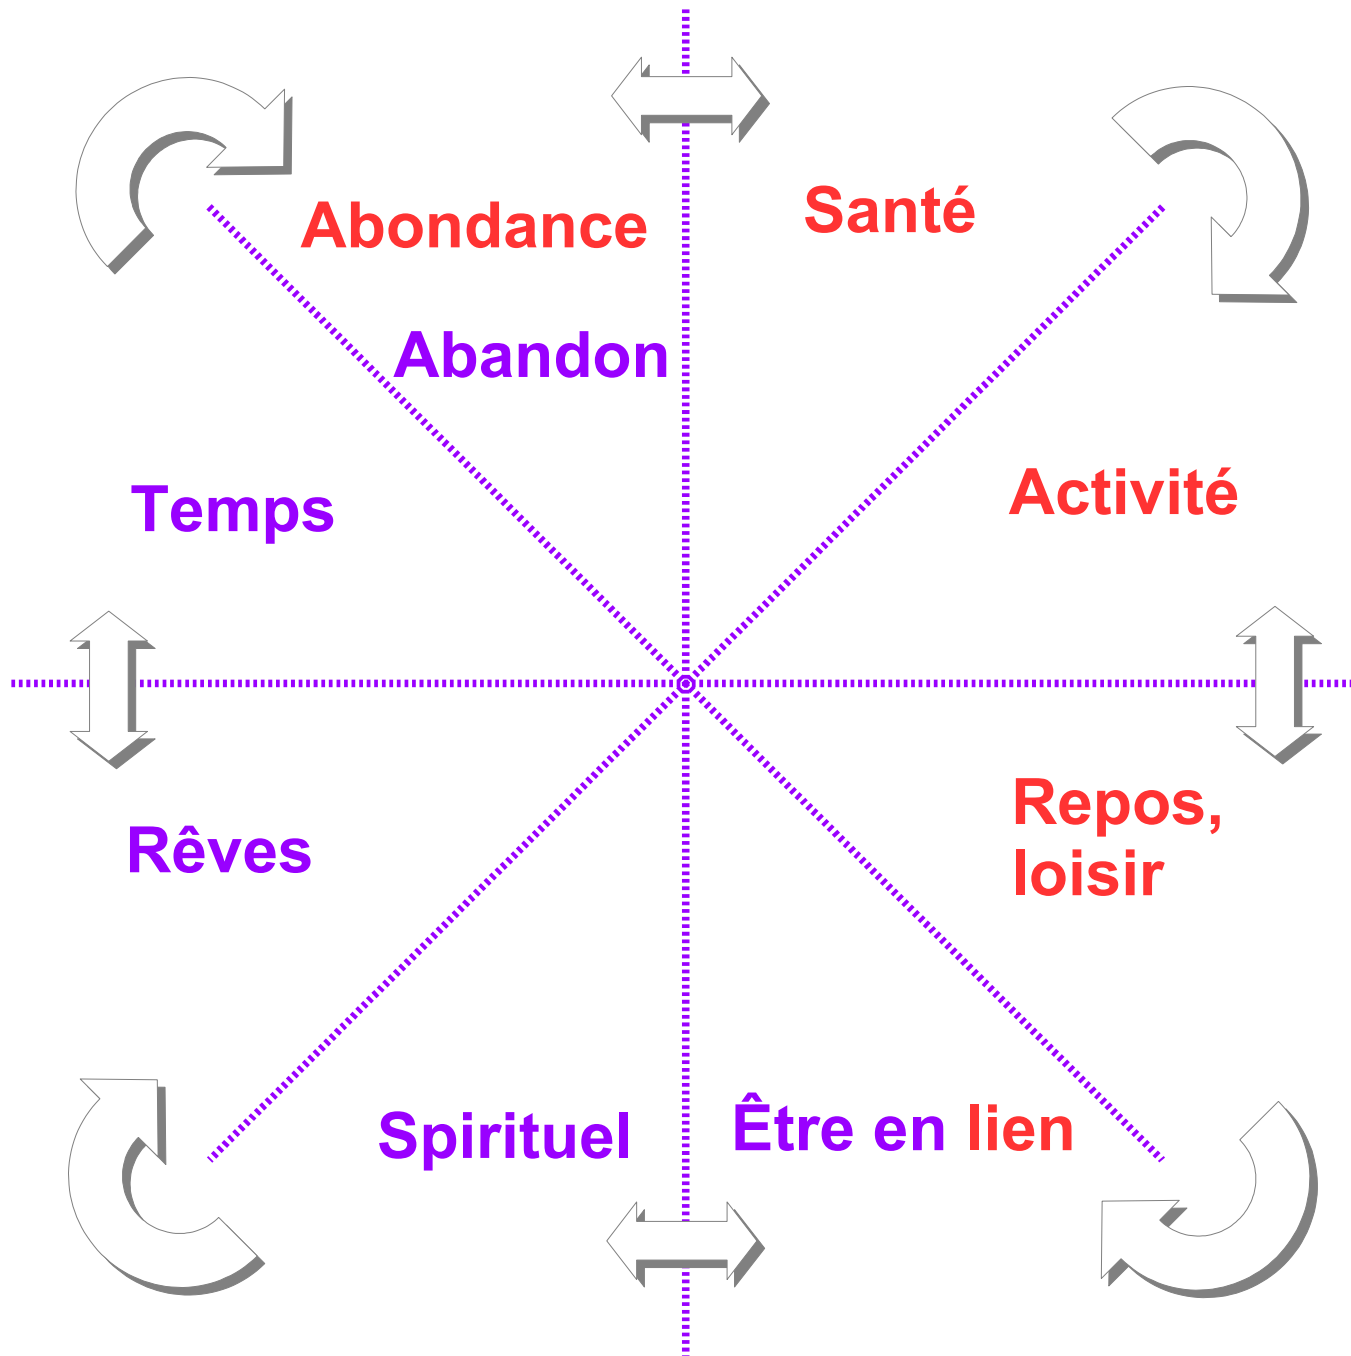 Abondance
Santé
Abandon
Temps
Activité
Rêves
Repos,
loisir
Spirituel
Être en lien